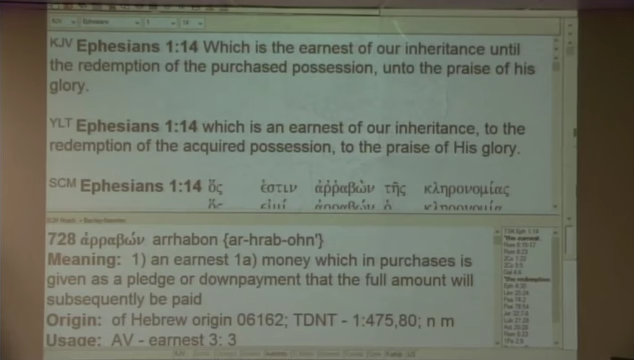 KJV Ephesians 1:14 Which is the earnest of our inheritance until
the redemption of the purchased possession, unto the praise of his
glory.
YLT Ephesians 1:14 which is an earnest of our inheritance, to the
redemption of the acquired possession, to the praise of His glory.
SCM Ephesians 1:14 ὅς ἐστιν ἀῤῥαβὼν τῆς κληρονομίας
728 ἀῤῥαβών arrhabon {ar-hrab-ohn'}
Meaning: 1) an earnest 1a) money which in purchases is
given as a pledge or downpayment that the full amount will
subsequently be paid
Origin: of Hebrew origin 06162; TDNT - 1:475,80; n m
Usage: AV - earnest 3; 3